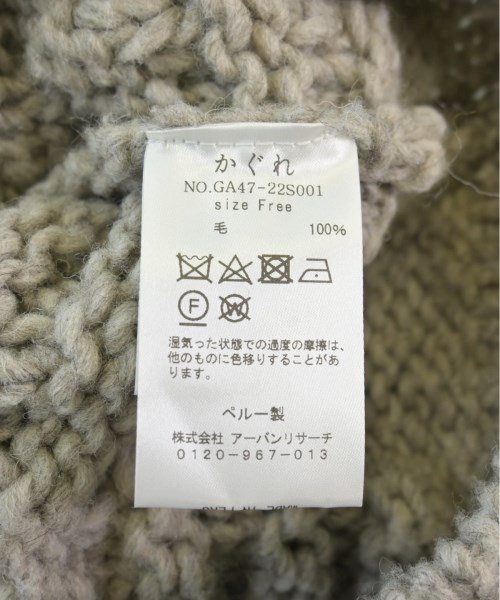 かぐれ
NO.GA47-22S001
size Free
毛 100%
F W
湿気った状態での過度の摩擦は、
他のものに色移りすることがあ
ります。
ペルー製
株式会社 アーバンリサーチ
0120-967-013